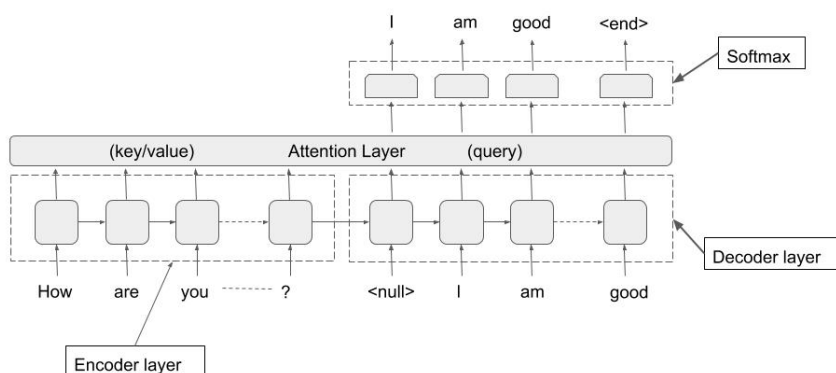 I am good <end>
Softmax
(key/value) Attention Layer (query)
Decoder layer
How are you ? <null> I am good
Encoder layer